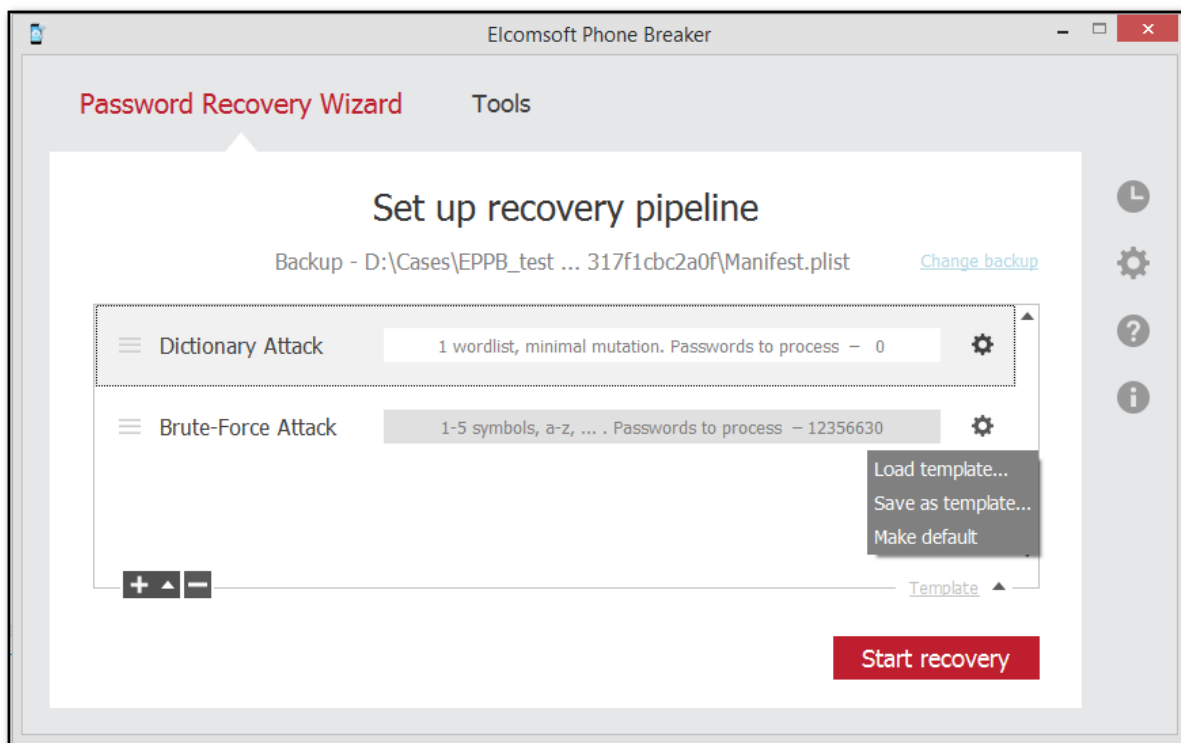 Elcomsoft Phone Breaker
Password Recovery Wizard Tools
Set up recovery pipeline
Backup - D:\Cases\EPPB_test ... 317f1cbc2a0f\Manifest.plist Change backup
Dictionary Attack 1 wordlist, minimal mutation. Passwords to process – 0
Brute-Force Attack 1-5 symbols, a-z, ... . Passwords to process – 12356630
Load template...
Save as template...
Make default
Template
Start recovery